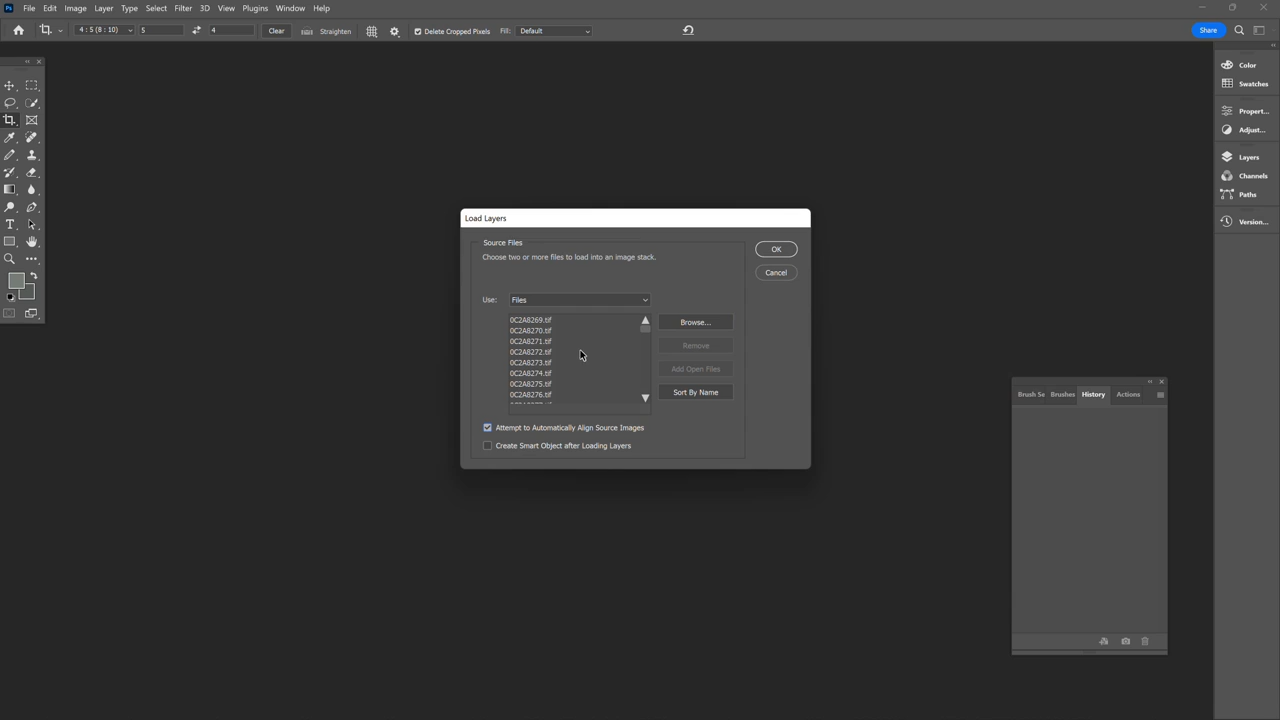 Ps File Edit Image Layer Type Select Filter 3D View Plugins Window Help
4 : 5 (8 : 10) 5 4 Clear Straighten Delete Cropped Pixels Fill: Default Share
Color
Swatches
Propert...
Adjust...
Layers
Channels
Paths
Version...
Load Layers
Source Files
Choose two or more files to load into an image stack.
OK
Cancel
Use: Files
0C2A8269.tif
0C2A8270.tif
0C2A8271.tif
0C2A8272.tif
0C2A8273.tif
0C2A8274.tif
0C2A8275.tif
0C2A8276.tif
Browse...
Remove
Add Open Files
Sort By Name
Attempt to Automatically Align Source Images
Create Smart Object after Loading Layers
Brush Se Brushes History Actions